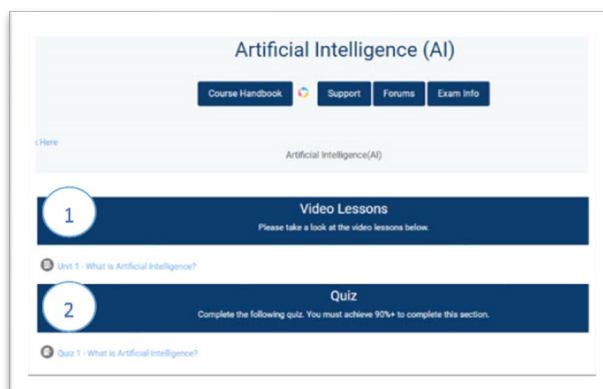 Artificial Intelligence (AI)
Course Handbook Support Forums Exam Info
Here
Artificial Intelligence(AI)
1
Video Lessons
Please take a look at the video lessons below.
Unit 1 - What is Artificial Intelligence?
2
Quiz
Complete the following quiz. You must achieve 90%+ to complete this section.
Quiz 1 - What is Artificial Intelligence?